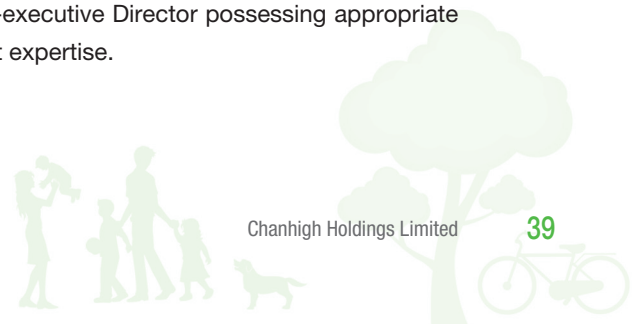 -executive Director possessing appropriate
t expertise.
Chanhigh Holdings Limited 39